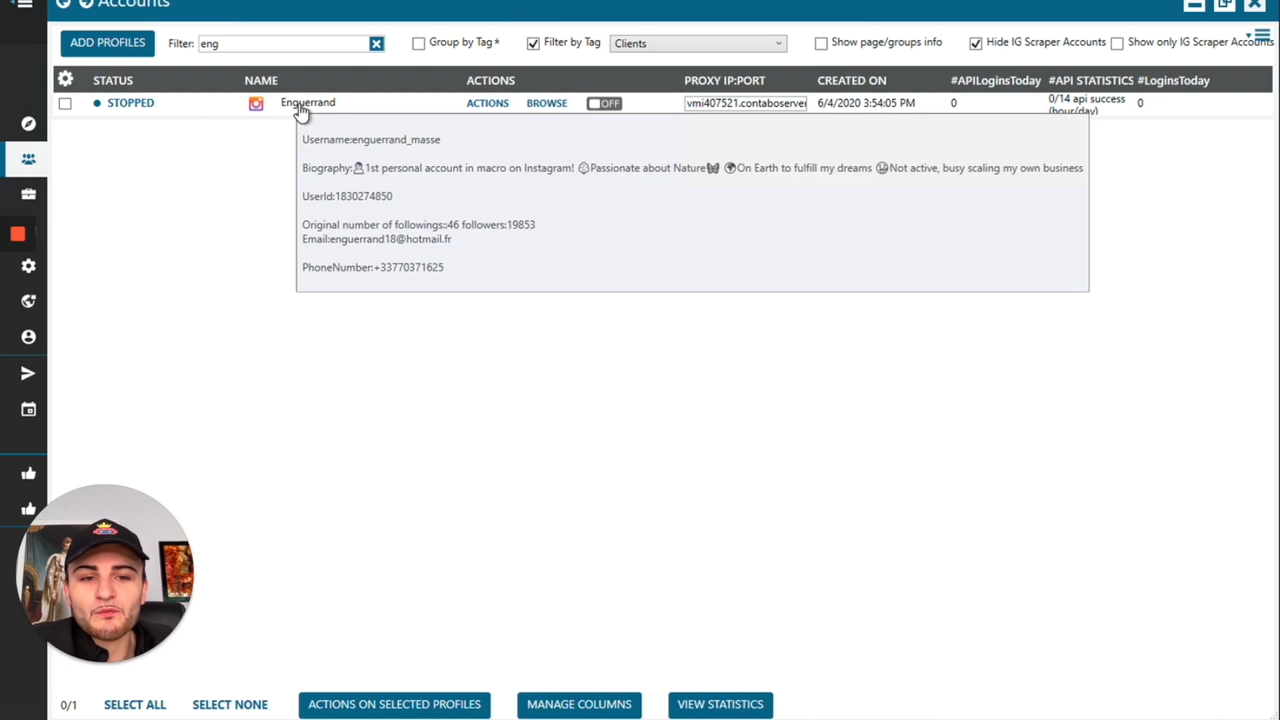 Accounts
ADD PROFILES
Filter:
eng
Group by Tag *
Filter by Tag
Clients
Show page/groups info
Hide IG Scraper Accounts
Show only IG Scraper Accounts
STATUS
NAME
ACTIONS
PROXY IP:PORT
CREATED ON
#APILoginsToday
#API STATISTICS
#LoginsToday
STOPPED
Enguerrand
ACTIONS
BROWSE
OFF
vmi407521.contaboserver
6/4/2020 3:54:05 PM
0
0/14 api success
(hour/day)
0
Username:enguerrand_masse
Biography:👤1st personal account in macro on Instagram! Passionate about Nature🦋 🌍On Earth to fulfill my dreams Not active, busy scaling my own business
UserId:1830274850
Original number of followings::46 followers:19853
Email:enguerrand18@hotmail.fr
PhoneNumber:+33770371625
0/1
SELECT ALL
SELECT NONE
ACTIONS ON SELECTED PROFILES
MANAGE COLUMNS
VIEW STATISTICS